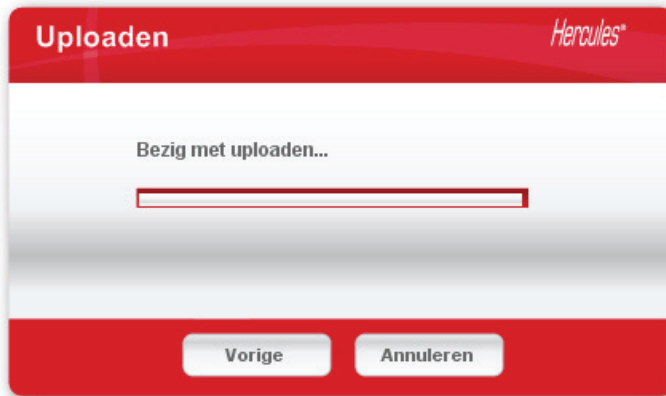 Uploaden
Hercules®
Bezig met uploaden...
Vorige
Annuleren